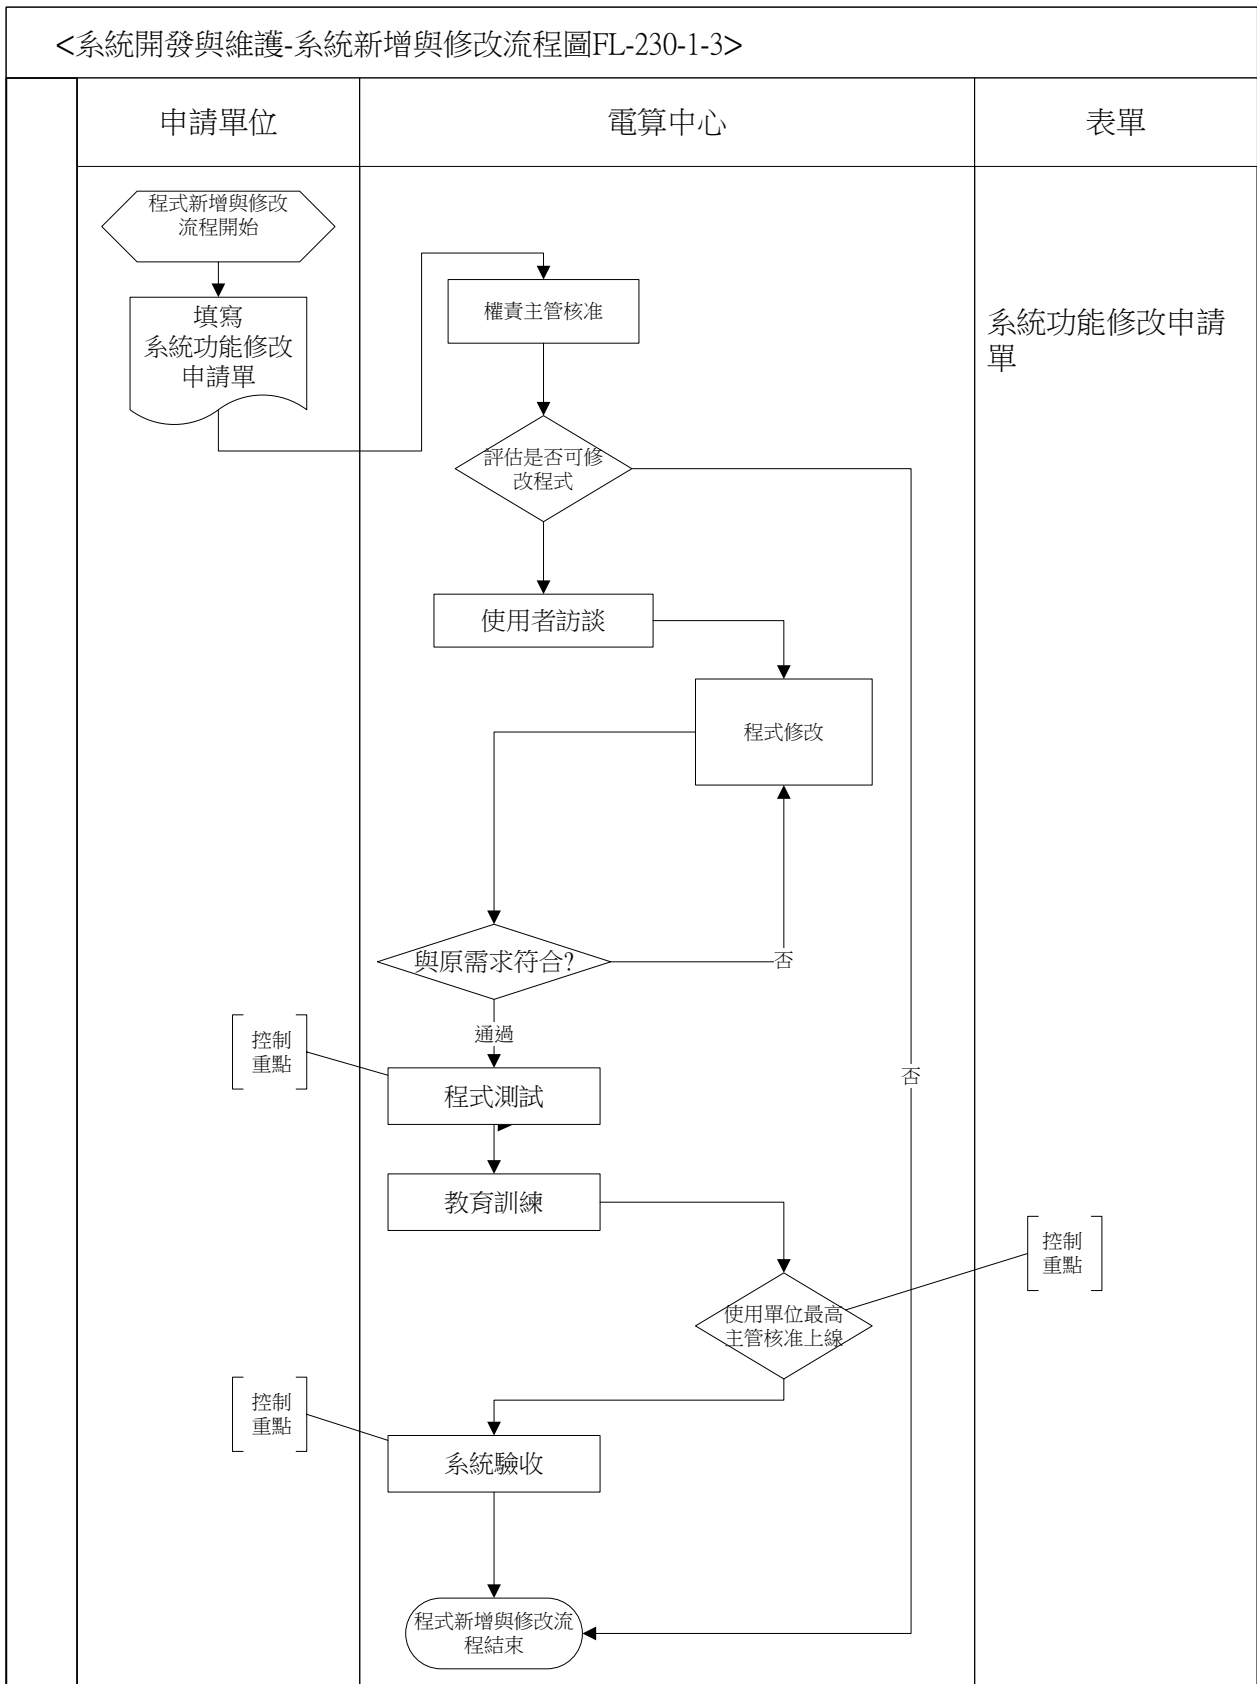 <系統開發與維護-系統新增與修改流程圖FL-230-1-3>
申請單位
電算中心
表單
程式新增與修改
流程開始
填寫
系統功能修改
申請單
權責主管核准
系統功能修改申請
單
評估是否可修
改程式
使用者訪談
程式修改
與原需求符合?
否
通過
控制
重點
程式測試
否
教育訓練
控制
重點
使用單位最高
主管核准上線
控制
重點
系統驗收
程式新增與修改流
程結束